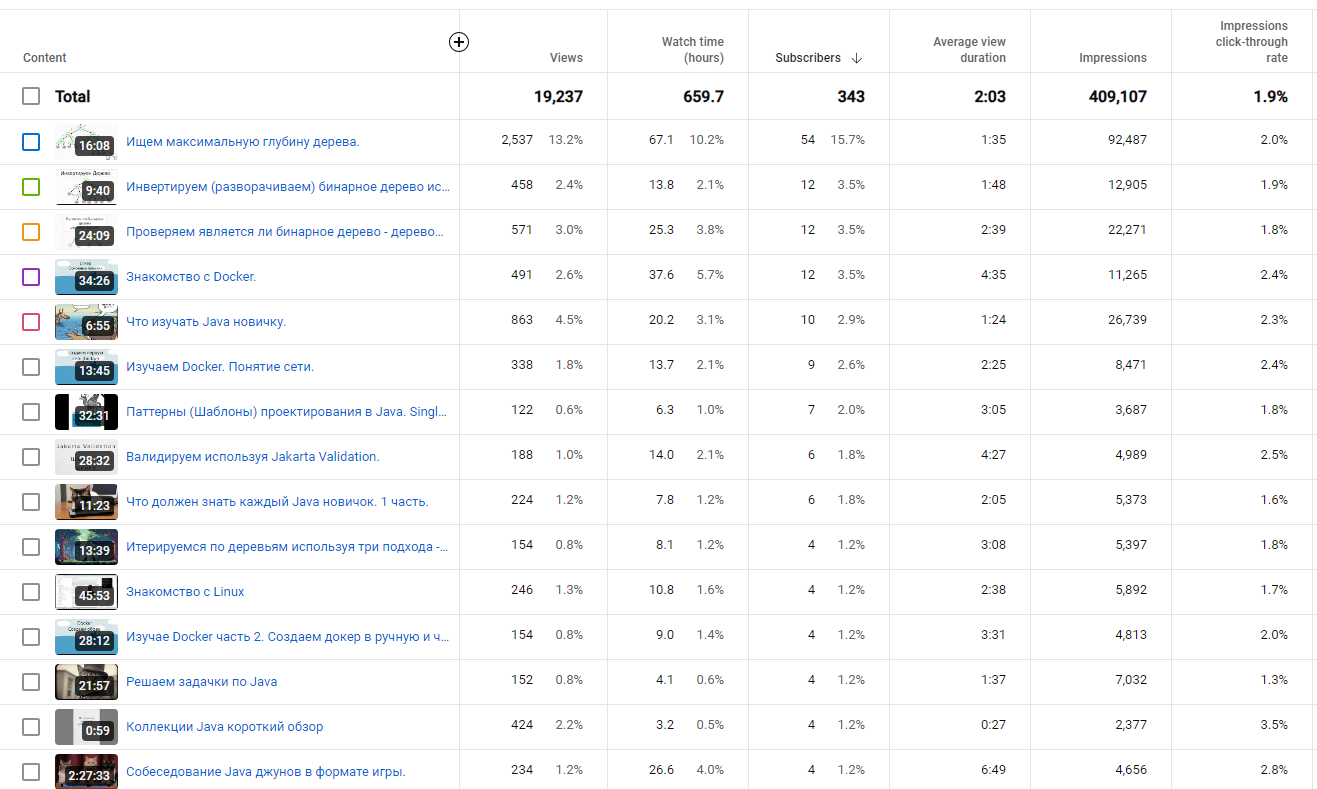 Content Views Watch time (hours) Subscribers Average view duration Impressions Impressions click-through rate
Total 19,237 659.7 343 2:03 409,107 1.9%
16:08 Ищем максимальную глубину дерева. 2,537 13.2% 67.1 10.2% 54 15.7% 1:35 92,487 2.0%
Инвертируем Дерево
9:40 Инвертируем (разворачиваем) бинарное дерево ис... 458 2.4% 13.8 2.1% 12 3.5% 1:48 12,905 1.9%
24:09 Проверяем является ли бинарное дерево - дерево... 571 3.0% 25.3 3.8% 12 3.5% 2:39 22,271 1.8%
34:26 Знакомство с Docker. 491 2.6% 37.6 5.7% 12 3.5% 4:35 11,265 2.4%
6:55 Что изучать Java новичку. 863 4.5% 20.2 3.1% 10 2.9% 1:24 26,739 2.3%
13:45 Изучаем Docker. Понятие сети. 338 1.8% 13.7 2.1% 9 2.6% 2:25 8,471 2.4%
32:31 Паттерны (Шаблоны) проектирования в Java. Singl... 122 0.6% 6.3 1.0% 7 2.0% 3:05 3,687 1.8%
Jakarta Validation
28:32 Валидируем используя Jakarta Validation. 188 1.0% 14.0 2.1% 6 1.8% 4:27 4,989 2.5%
11:23 Что должен знать каждый Java новичок. 1 часть. 224 1.2% 7.8 1.2% 6 1.8% 2:05 5,373 1.6%
13:39 Итерируемся по деревьям используя три подхода -... 154 0.8% 8.1 1.2% 4 1.2% 3:08 5,397 1.8%
45:53 Знакомство с Linux 246 1.3% 10.8 1.6% 4 1.2% 2:38 5,892 1.7%
Docker
28:12 Изучае Docker часть 2. Создаем докер в ручную и ч... 154 0.8% 9.0 1.4% 4 1.2% 3:31 4,813 2.0%
21:57 Решаем задачки по Java 152 0.8% 4.1 0.6% 4 1.2% 1:37 7,032 1.3%
0:59 Коллекции Java короткий обзор 424 2.2% 3.2 0.5% 4 1.2% 0:27 2,377 3.5%
2:27:33 Собеседование Java джунов в формате игры. 234 1.2% 26.6 4.0% 4 1.2% 6:49 4,656 2.8%